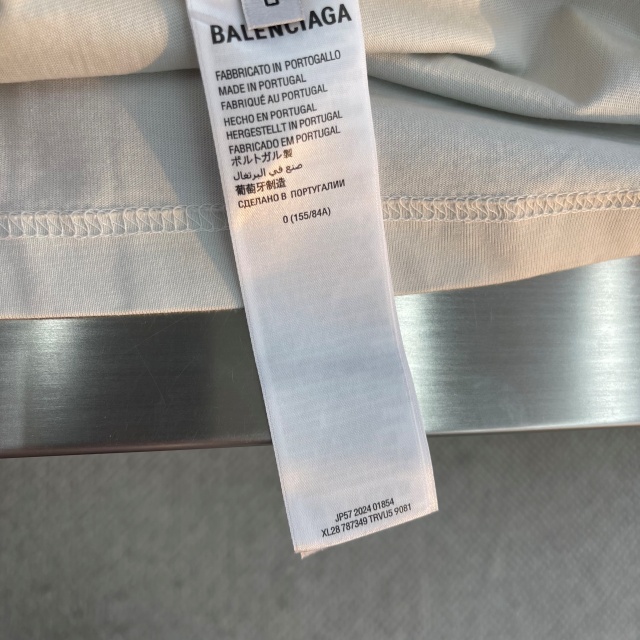 BALENCIAGA
FABBRICATO IN PORTOGALLO
MADE IN PORTUGAL
FABRIQUÉ AU PORTUGAL
HECHO EN PORTUGAL
HERGESTELLT IN PORTUGAL
FABRICADO EM PORTUGAL
ポルトガル製
صنع في البرتغال
葡萄牙制造
СДЕЛАНО В ПОРТУГАЛИИ
0 (155/84A)
JP57 2024 01854
XL28 787349 TRVU5 9081